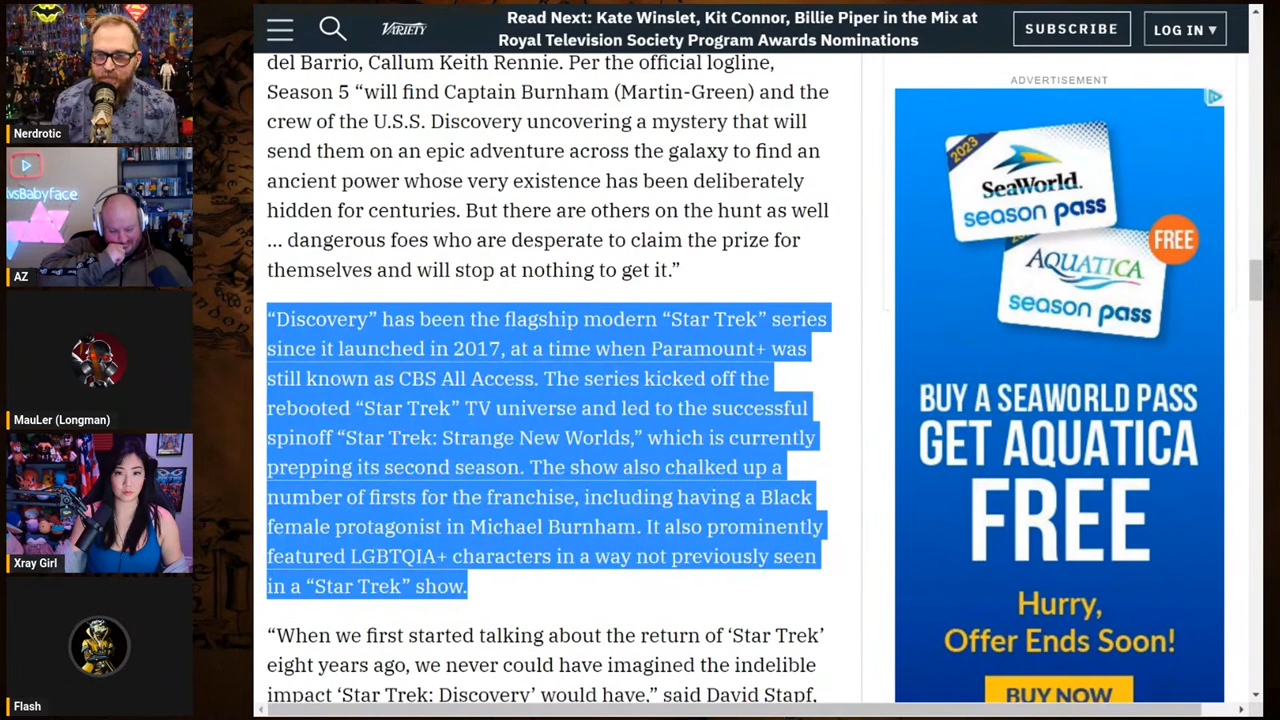 Nerdrotic
vsBabyface
AZ
MauLer (Longman)
Xray Girl
Flash
VARIETY
Read Next: Kate Winslet, Kit Connor, Billie Piper in the Mix at
Royal Television Society Program Awards Nominations
SUBSCRIBE
LOG IN ▾
del Barrio, Callum Keith Rennie. Per the official logline,
Season 5 “will find Captain Burnham (Martin-Green) and the
crew of the U.S.S. Discovery uncovering a mystery that will
send them on an epic adventure across the galaxy to find an
ancient power whose very existence has been deliberately
hidden for centuries. But there are others on the hunt as well
… dangerous foes who are desperate to claim the prize for
themselves and will stop at nothing to get it.”
“Discovery” has been the flagship modern “Star Trek” series
since it launched in 2017, at a time when Paramount+ was
still known as CBS All Access. The series kicked off the
rebooted “Star Trek” TV universe and led to the successful
spinoff “Star Trek: Strange New Worlds,” which is currently
prepping its second season. The show also chalked up a
number of firsts for the franchise, including having a Black
female protagonist in Michael Burnham. It also prominently
featured LGBTQIA+ characters in a way not previously seen
in a “Star Trek” show.
“When we first started talking about the return of ‘Star Trek’
eight years ago, we never could have imagined the indelible
impact ‘Star Trek: Discovery’ would have,” said David Stapf,
ADVERTISEMENT
2023
SeaWorld.
season pass
FREE
AQUATICA
season pass
BUY A SEAWORLD PASS
GET AQUATICA
FREE
Hurry,
Offer Ends Soon!
BUY NOW